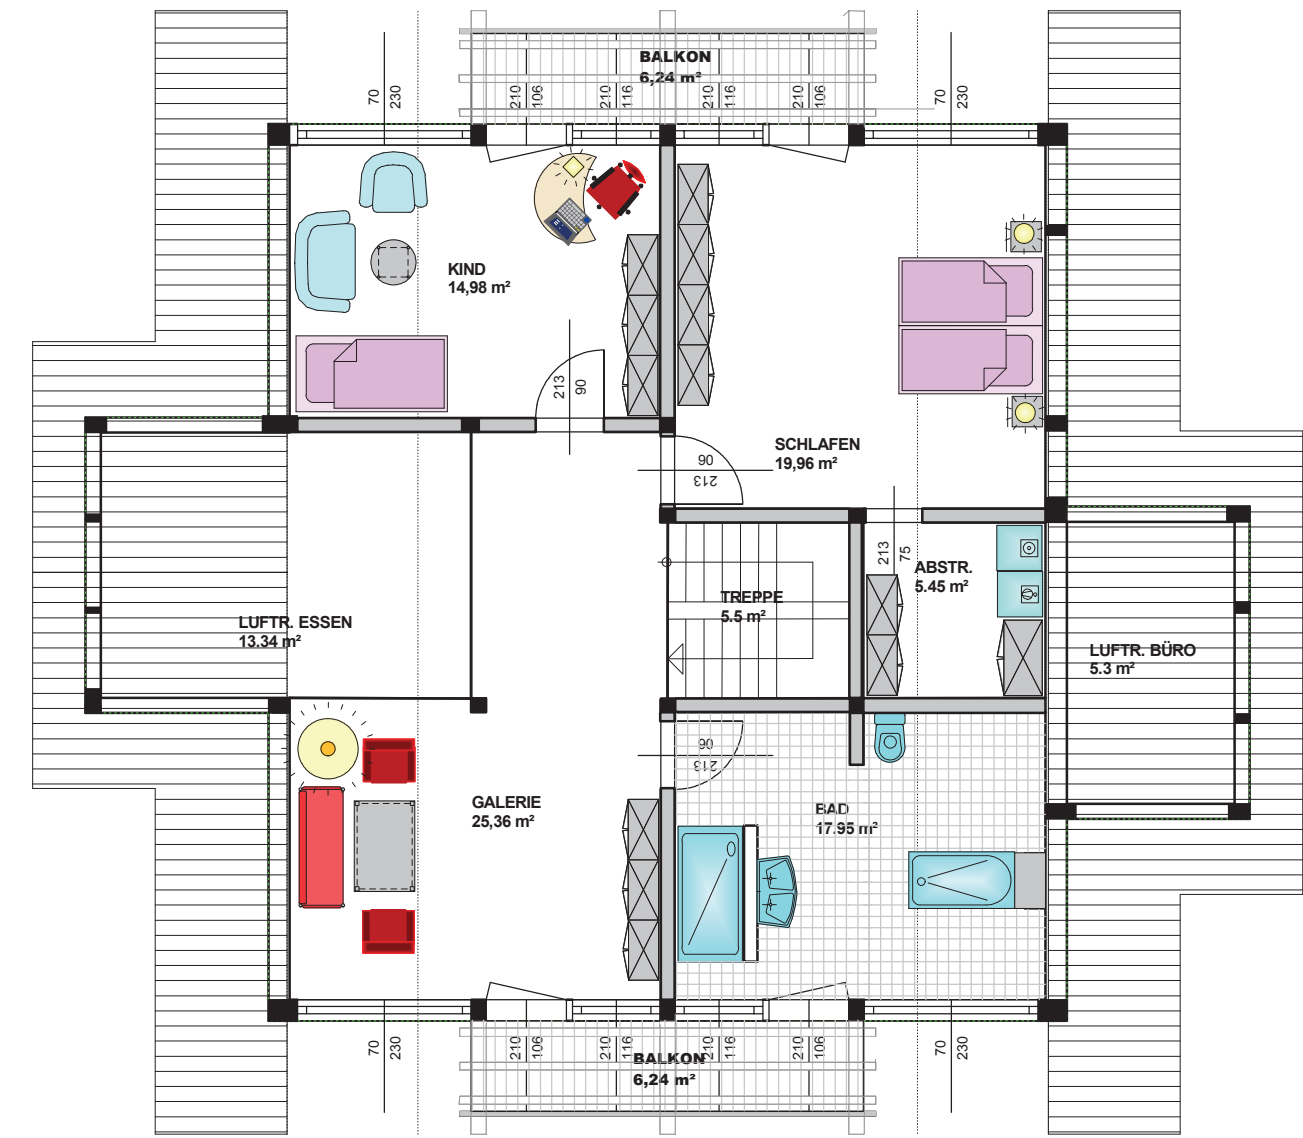 BALKON
6,24 m²
70
230
210
106
210
116
210
116
210
106
70
230
KIND
14,98 m²
213
90
SCHLAFEN
19,96 m²
90
213
213
75
ABSTR.
5.45 m²
TREPPE
5.5 m²
LUFTR. ESSEN
13.34 m²
LUFTR. BÜRO
5.3 m²
90
213
GALERIE
25,36 m²
BAD
17.95 m²
70
230
210
106
210
116
210
116
210
106
70
230
BALKON
6,24 m²